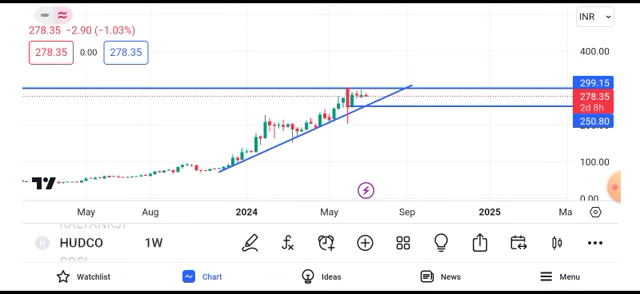 INR
278.35 −2.90 (−1.03%)
278.35 0.00 278.35
400.00
299.15
278.35
2d 8h
250.80
100.00
0.00
May Aug 2024 May Sep 2025 Ma
HUDCO 1W
Watchlist Chart Ideas News Menu